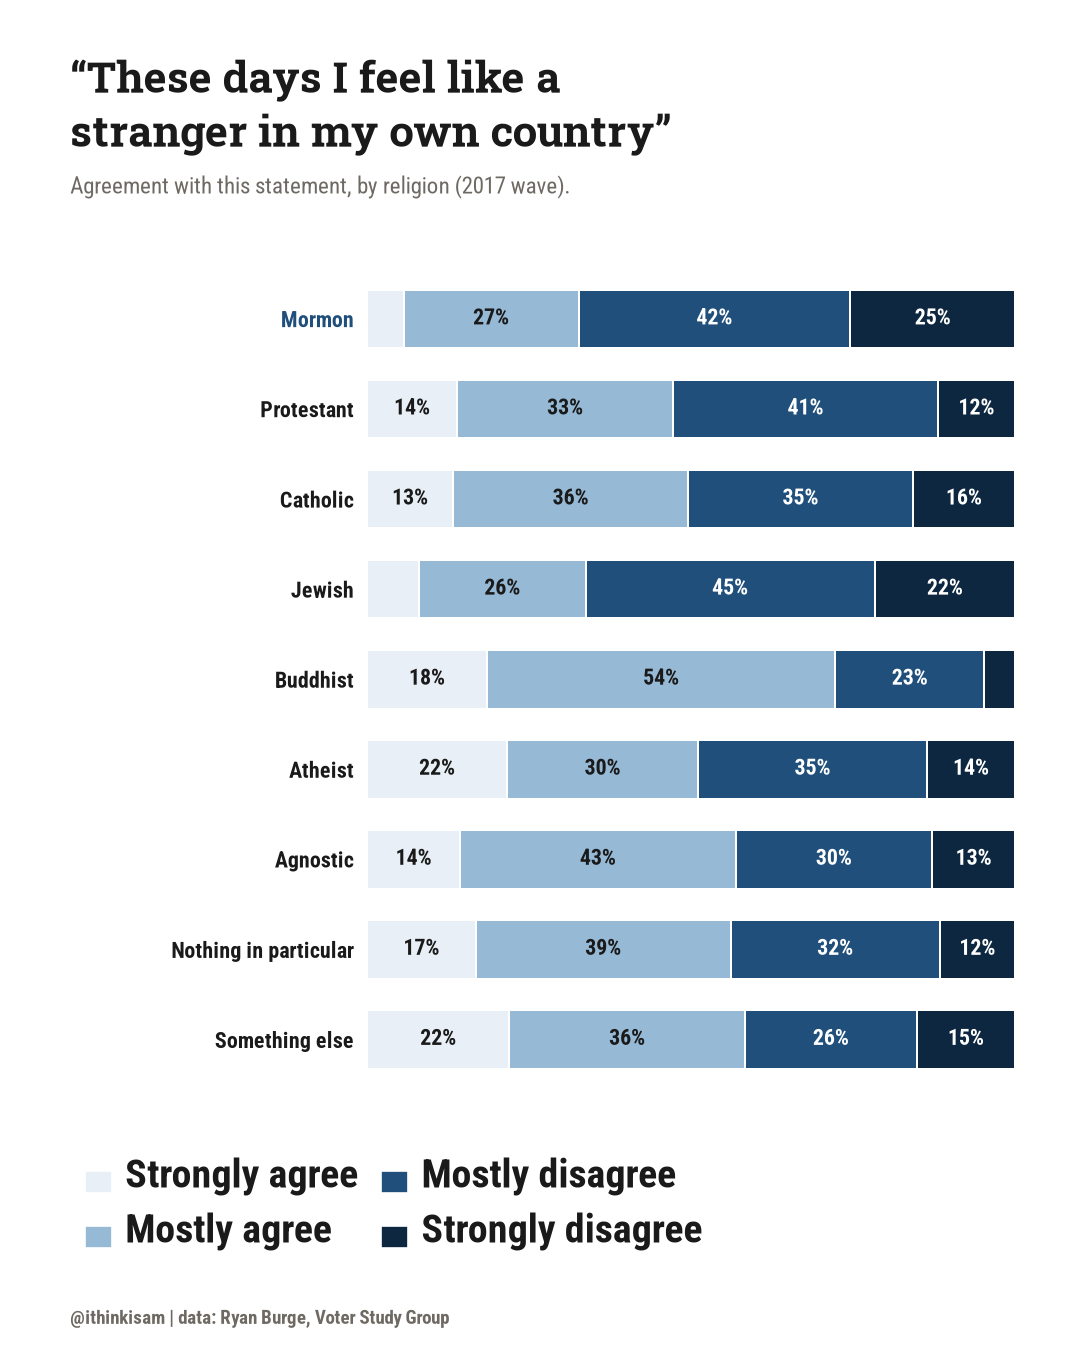 “These days I feel like a
stranger in my own country”
Agreement with this statement, by religion (2017 wave).
Mormon 27% 42% 25%
Protestant 14% 33% 41% 12%
Catholic 13% 36% 35% 16%
Jewish 26% 45% 22%
Buddhist 18% 54% 23%
Atheist 22% 30% 35% 14%
Agnostic 14% 43% 30% 13%
Nothing in particular 17% 39% 32% 12%
Something else 22% 36% 26% 15%
Strongly agree Mostly disagree
Mostly agree Strongly disagree
@ithinkisam | data: Ryan Burge, Voter Study Group